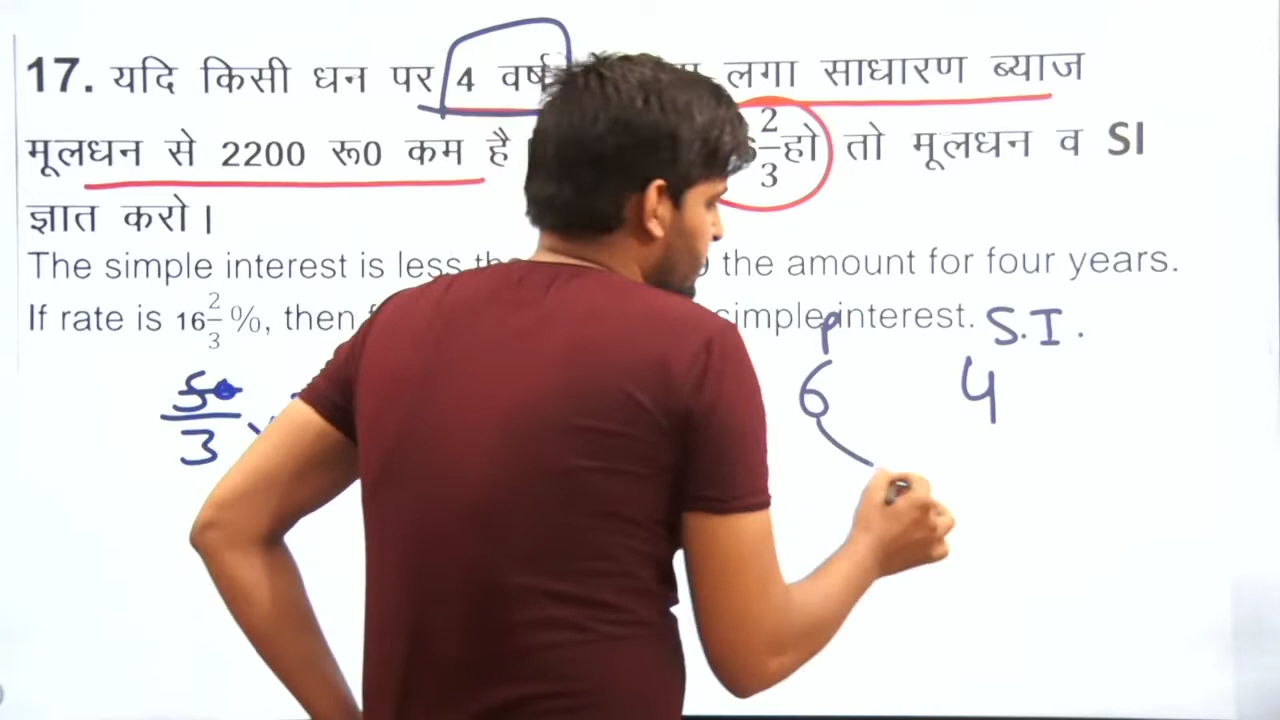 17. यदि किसी धन पर 4 वर्ष लगा साधारण ब्याज
मूलधन से 2200 रू0 कम है 2/3 हो तो मूलधन व SI
ज्ञात करो।
The simple interest is less the amount for four years.
If rate is 16 2/3 %, then simple interest.
P S.I.
50/3 6 4